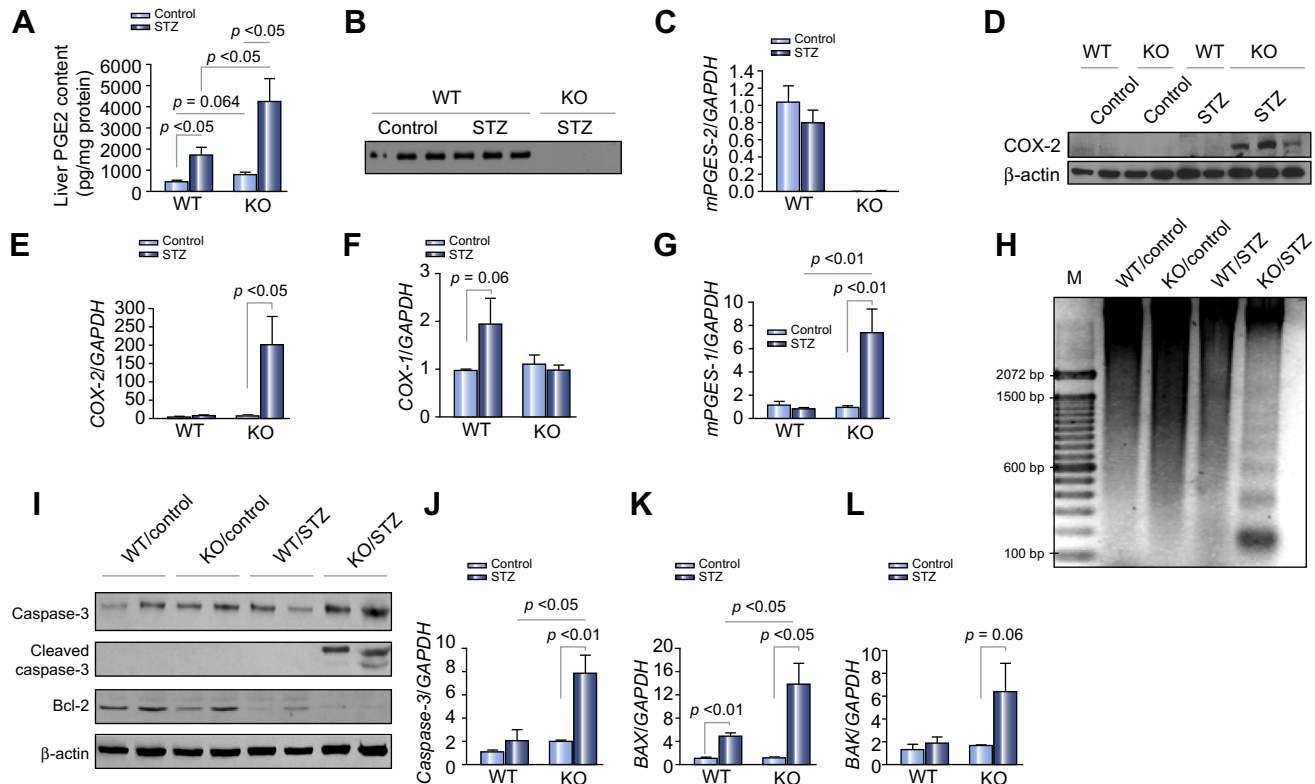 A
Control
STZ
p <0.05
p <0.05
p = 0.064
p <0.05
Liver PGE2 content
(pg/mg protein)
6000
5000
4000
3000
2000
1000
0
WT
KO
B
WT
KO
Control
STZ
STZ
C
Control
STZ
mPGES-2/GAPDH
1.4
1.2
1.0
0.8
0.6
0.4
0.2
0.0
WT
KO
D
WT
KO
WT
KO
Control
Control
STZ
STZ
COX-2
β-actin
E
Control
STZ
p <0.05
COX-2/GAPDH
300
250
200
150
100
50
0
WT
KO
F
Control
STZ
p = 0.06
COX-1/GAPDH
3
2
1
0
WT
KO
G
p <0.01
p <0.01
Control
STZ
mPGES-1/GAPDH
10
8
6
4
2
0
WT
KO
H
M
WT/control
KO/control
WT/STZ
KO/STZ
2072 bp
1500 bp
600 bp
100 bp
I
WT/control
KO/control
WT/STZ
KO/STZ
Caspase-3
Cleaved
caspase-3
Bcl-2
β-actin
J
Control
STZ
p <0.05
p <0.01
Caspase-3/GAPDH
10
8
6
4
2
0
WT
KO
K
Control
STZ
p <0.05
p <0.05
p <0.01
BAX/GAPDH
20
16
12
8
4
0
WT
KO
L
Control
STZ
p = 0.06
BAK/GAPDH
10
8
6
4
2
0
WT
KO